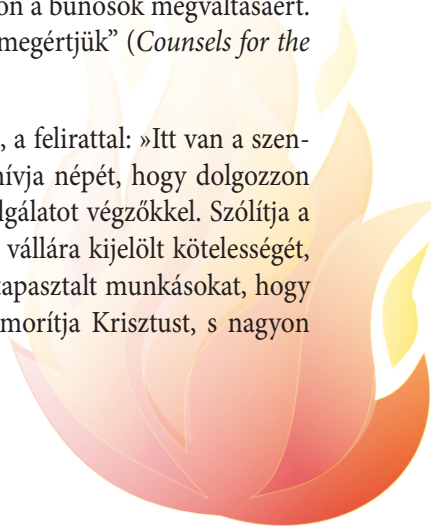 on a bűnösök megváltásáért.
megértjük” (Counsels for the
, a felirattal: »Itt van a szen-
hívja népét, hogy dolgozzon
lgálatot végzőkkel. Szólítja a
vállára kijelölt kötelességét,
tapasztalt munkásokat, hogy
morítja Krisztust, s nagyon